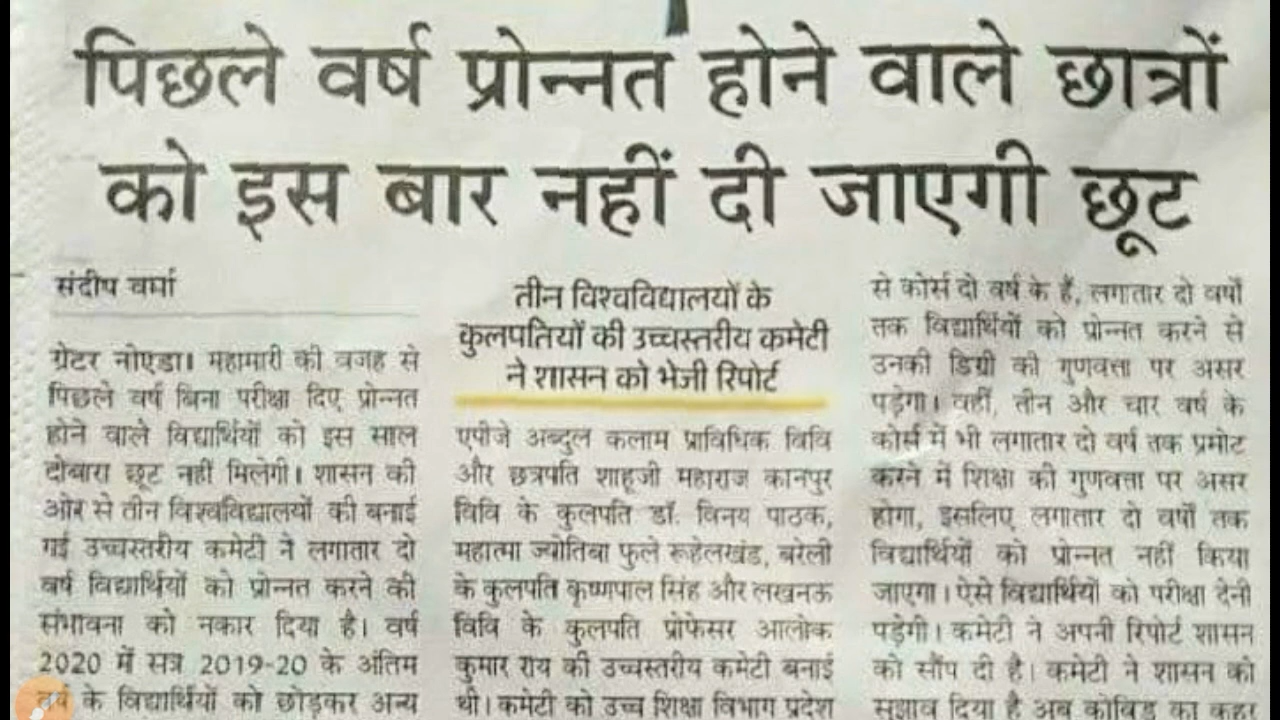 पिछले वर्ष प्रोन्नत होने वाले छात्रों
को इस बार नहीं दी जाएगी छूट
संदीप वर्मा
ग्रेटर नोएडा। महामारी की वजह से
पिछले वर्ष बिना परीक्षा दिए प्रोन्नत
होने वाले विद्यार्थियों को इस साल
दोबारा छूट नहीं मिलेगी। शासन की
ओर से तीन विश्वविद्यालयों की बनाई
गई उच्चस्तरीय कमेटी ने लगातार दो
वर्ष विद्यार्थियों को प्रोन्नत करने की
संभावना को नकार दिया है। वर्ष
2020 में सत्र 2019-20 के अंतिम
वर्ष के विद्यार्थियों को छोड़कर अन्य
तीन विश्वविद्यालयों के
कुलपतियों की उच्चस्तरीय कमेटी
ने शासन को भेजी रिपोर्ट
एपीजे अब्दुल कलाम प्राविधिक विवि
और छत्रपति शाहूजी महाराज कानपुर
विवि के कुलपति डॉ. विनय पाठक,
महात्मा ज्योतिबा फुले रूहेलखंड, बरेली
के कुलपति कृष्णपाल सिंह और लखनऊ
विवि के कुलपति प्रोफेसर आलोक
कुमार राय की उच्चस्तरीय कमेटी बनाई
थी। कमेटी को उच्च शिक्षा विभाग प्रदेश
से कोर्स दो वर्ष के हैं, लगातार दो वर्षों
तक विद्यार्थियों को प्रोन्नत करने से
उनकी डिग्री की गुणवत्ता पर असर
पड़ेगा। वहीं, तीन और चार वर्ष के
कोर्स में भी लगातार दो वर्ष तक प्रमोट
करने में शिक्षा की गुणवत्ता पर असर
होगा, इसलिए लगातार दो वर्षों तक
विद्यार्थियों को प्रोन्नत नहीं किया
जाएगा। ऐसे विद्यार्थियों को परीक्षा देनी
पड़ेगी। कमेटी ने अपनी रिपोर्ट शासन
को सौंप दी है। कमेटी ने शासन को
सुझाव दिया है अब कोविड का कहर